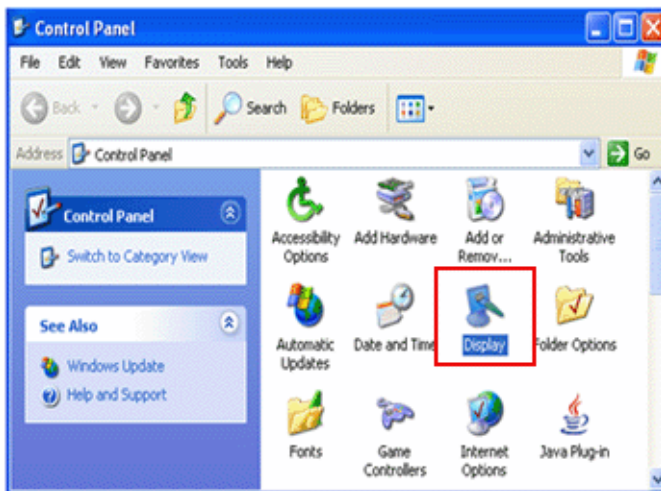 Control Panel
File Edit View Favorites Tools Help
Back Search Folders
Address Control Panel Go
Control Panel
Switch to Category View
See Also
Windows Update
Help and Support
Accessibility Options
Add Hardware
Add or Remov...
Administrative Tools
Automatic Updates
Date and Time
Display
Folder Options
Fonts
Game Controllers
Internet Options
Java Plug-in